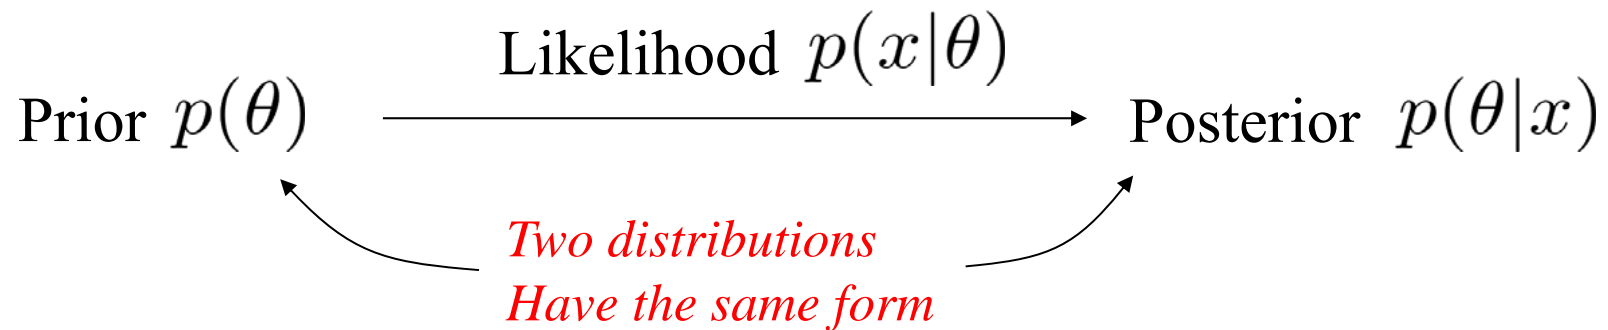 Likelihood p(x|θ)
Prior p(θ)
Posterior p(θ|x)
Two distributions
Have the same form